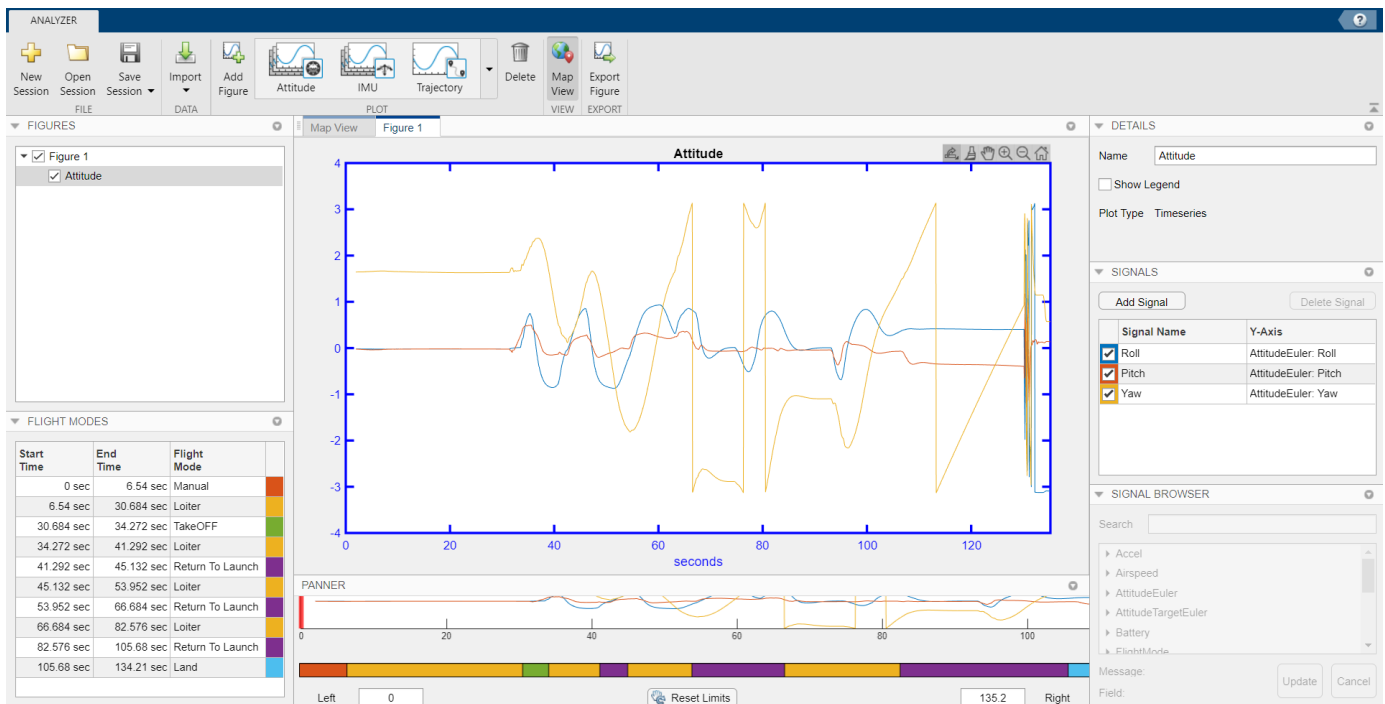 ANALYZER
?
New Session
Open Session
Save Session
Import
Add Figure
Attitude
IMU
Trajectory
Delete
Map View
Export Figure
FILE
DATA
PLOT
VIEW
EXPORT
FIGURES
Figure 1
Attitude
FLIGHT MODES
Start Time End Time Flight Mode
0 sec 6.54 sec Manual
6.54 sec 30.684 sec Loiter
30.684 sec 34.272 sec TakeOFF
34.272 sec 41.292 sec Loiter
41.292 sec 45.132 sec Return To Launch
45.132 sec 53.952 sec Loiter
53.952 sec 66.684 sec Return To Launch
66.684 sec 82.576 sec Loiter
82.576 sec 105.68 sec Return To Launch
105.68 sec 134.21 sec Land
Map View
Figure 1
Attitude
4
3
2
1
0
-1
-2
-3
-4
0 20 40 60 80 100 120
seconds
PANNER
0 20 40 60 80 100
Left 0 Reset Limits 135.2 Right
DETAILS
Name Attitude
Show Legend
Plot Type Timeseries
SIGNALS
Add Signal
Delete Signal
Signal Name Y-Axis
Roll AttitudeEuler: Roll
Pitch AttitudeEuler: Pitch
Yaw AttitudeEuler: Yaw
SIGNAL BROWSER
Search
Accel
Airspeed
AttitudeEuler
AttitudeTargetEuler
Battery
FlightMode
Message:
Field:
Update
Cancel